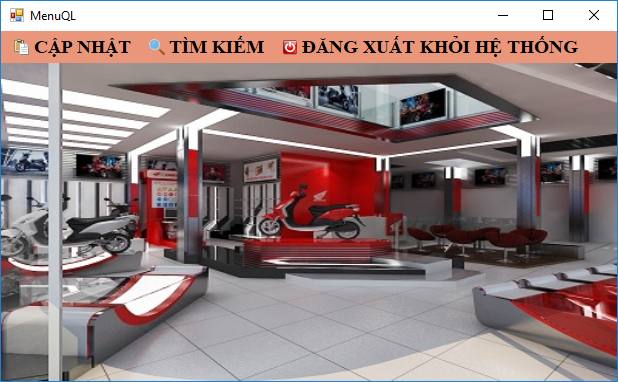 MenuQL
CẬP NHẬT TÌM KIẾM ĐĂNG XUẤT KHỎI HỆ THỐNG